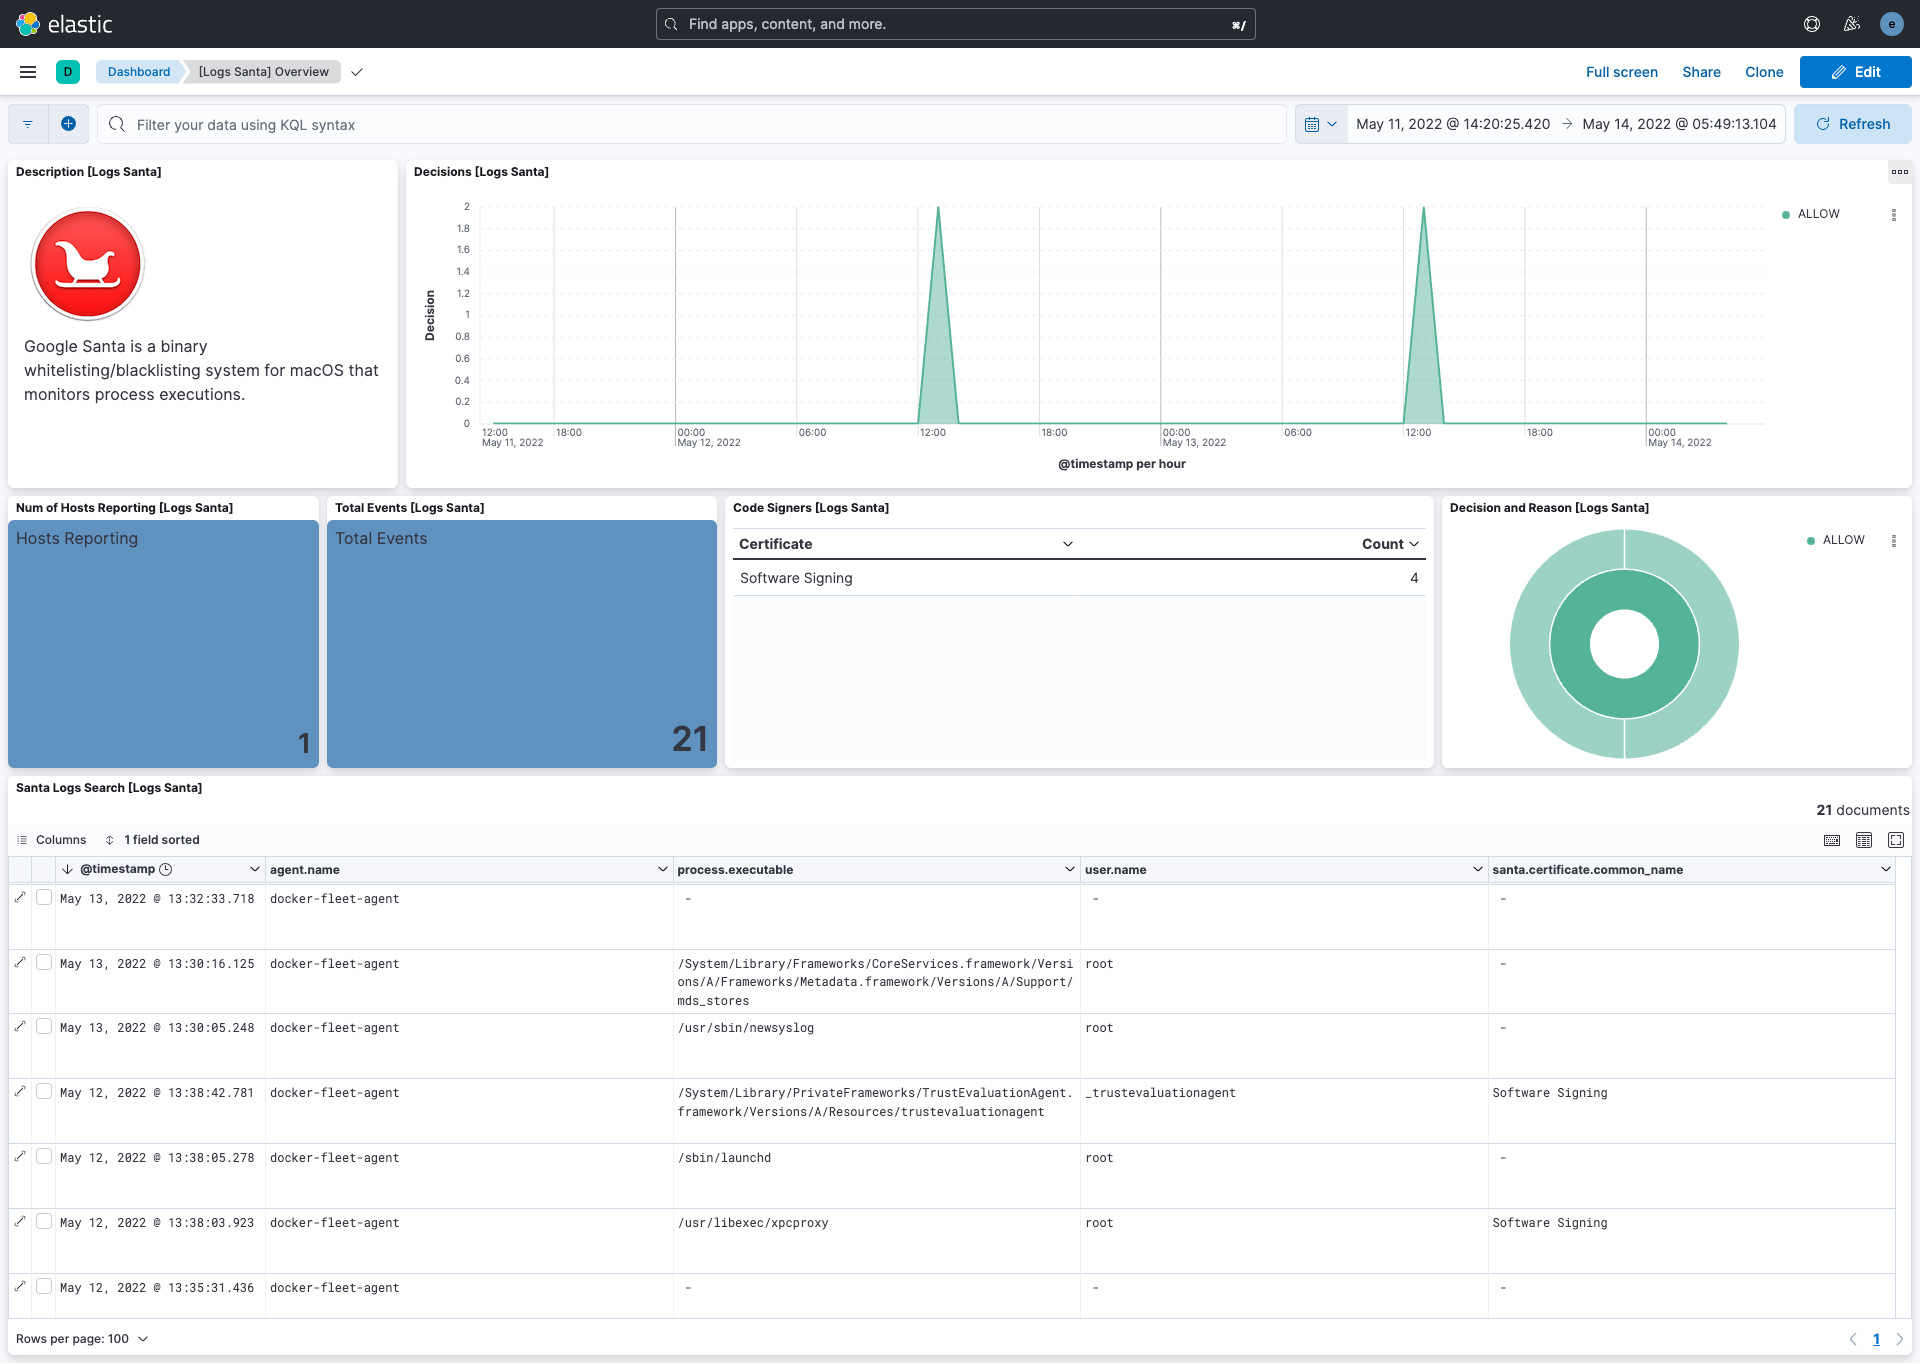 elastic
Find apps, content, and more.
⌘/
e
D
Dashboard
[Logs Santa] Overview
Full screen
Share
Clone
Edit
Filter your data using KQL syntax
May 11, 2022 @ 14:20:25.420 → May 14, 2022 @ 05:49:13.104
Refresh
Description [Logs Santa]
Google Santa is a binary
whitelisting/blacklisting system for macOS that
monitors process executions.
Decisions [Logs Santa]
2
1.8
1.6
1.4
1.2
1
0.8
0.6
0.4
0.2
0
Decision
12:00 18:00 00:00 06:00 12:00 18:00 00:00 06:00 12:00 18:00 00:00
May 11, 2022 May 12, 2022 May 13, 2022 May 14, 2022
@timestamp per hour
ALLOW
Num of Hosts Reporting [Logs Santa]
Hosts Reporting
1
Total Events [Logs Santa]
Total Events
21
Code Signers [Logs Santa]
Certificate Count
Software Signing 4
Decision and Reason [Logs Santa]
ALLOW
Santa Logs Search [Logs Santa]
21 documents
Columns 1 field sorted
@timestamp agent.name process.executable user.name santa.certificate.common_name
May 13, 2022 @ 13:32:33.718 docker-fleet-agent - - -
May 13, 2022 @ 13:30:16.125 docker-fleet-agent /System/Library/Frameworks/CoreServices.framework/Versi root -
ons/A/Frameworks/Metadata.framework/Versions/A/Support/
mds_stores
May 13, 2022 @ 13:30:05.248 docker-fleet-agent /usr/sbin/newsyslog root -
May 12, 2022 @ 13:38:42.781 docker-fleet-agent /System/Library/PrivateFrameworks/TrustEvaluationAgent. _trustevaluationagent Software Signing
framework/Versions/A/Resources/trustevaluationagent
May 12, 2022 @ 13:38:05.278 docker-fleet-agent /sbin/launchd root -
May 12, 2022 @ 13:38:03.923 docker-fleet-agent /usr/libexec/xpcproxy root Software Signing
May 12, 2022 @ 13:35:31.436 docker-fleet-agent - - -
Rows per page: 100
1